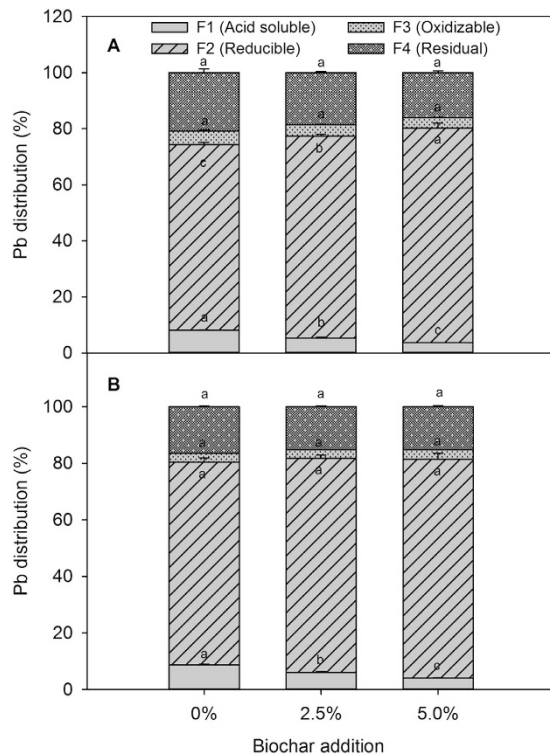 F1 (Acid soluble) F3 (Oxidizable)
F2 (Reducible) F4 (Residual)
120
A
a a a
100
a a a
80
c b a
60
40
20
a b c
0
Pb distribution (%)
B
a a a
100
a a a
80
a a a
60
40
20
a b c
0
Pb distribution (%)
0% 2.5% 5.0%
Biochar addition